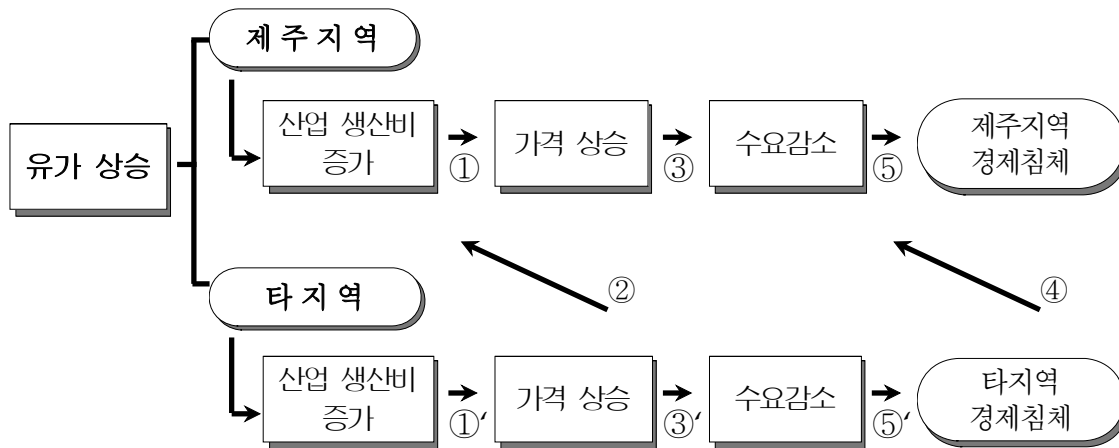 제주지역
산업 생산비
증가
①
가격 상승
③
수요감소
⑤
제주지역
경제침체
유가 상승
②
④
타지역
산업 생산비
증가
①‘
가격 상승
③‘
수요감소
⑤‘
타지역
경제침체